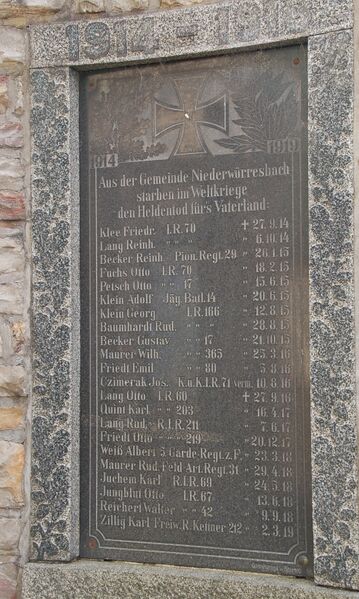 1914 - 1919
1914 1919
Aus der Gemeinde Niederwörresbach
starben im Weltkriege
den Heldentod für's Vaterland:
Klee Friedr. I.R. 70 ✝ 27.9.14
Lang Reinh. " " " " 6.10.14
Becker Reinh. Pion. Regt. 29 " 26.1.15
Fuchs Otto I.R. 70 " 18.2.15
Petsch Otto " " 17 " 15.6.15
Klein Adolf Jäg. Batl. 14 " 20.6.15
Klein Georg I.R. 166 " 12.8.15
Baumhardt Rud. " " " " 28.8.15
Becker Gustav " " 17 " 21.10.15
Maurer Wilh. " " 365 " 25.3.16
Friedt Emil " " 80 " 5.8.16
Czimerak Jos. K.u.K.I.R. 71 verm. 10.8.16
Lang Otto I.R. 60 ✝ 27.9.16
Quint Karl " " 203 " 16.4.17
Lang Rud. R.I.R. 211 " 7.6.17
Friedt Otto " " " 219 " 20.12.17
Weiß Albert 5. Garde-Regt. z. F. " 23.3.18
Maurer Rud. Feld Art. Regt. 31 " 29.4.18
Juchem Karl R.I.R. 69 " 24.5.18
Jungblut Otto I.R. 67 " 13.6.18
Reichert Walter " " 42 " 9.9.18
Zillig Karl Freiw. R. Kettner 212 " 2.3.19